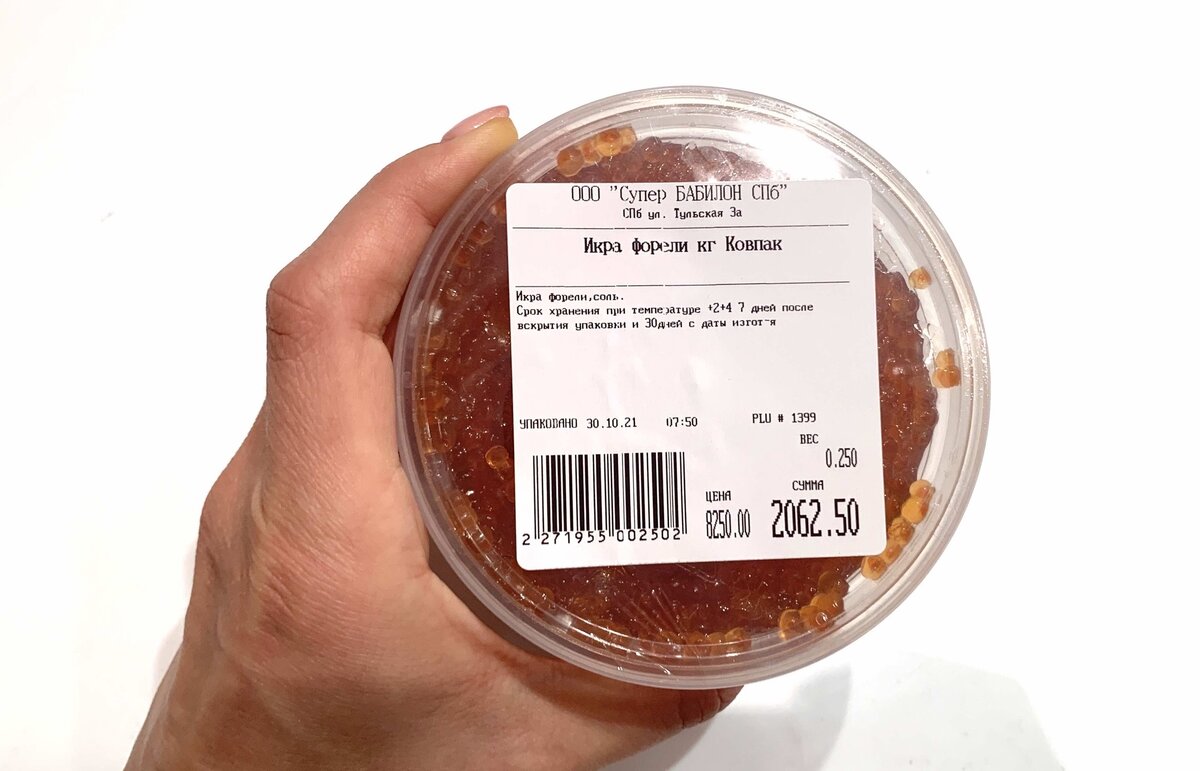 ООО "Супер БАБИЛОН СПб"
СПб ул. Тульская 3а
Икра форели кг Ковпак
Икра форели,соль.
Срок хранения при температуре +2+4 7 дней после
вскрытия упаковки и 30дней с даты изгот-я
УПАКОВАНО 30.10.21 07:50 PLU # 1399
ВЕС
0.250
ЦЕНА СУММА
8250.00 2062.50
2 271955 002502